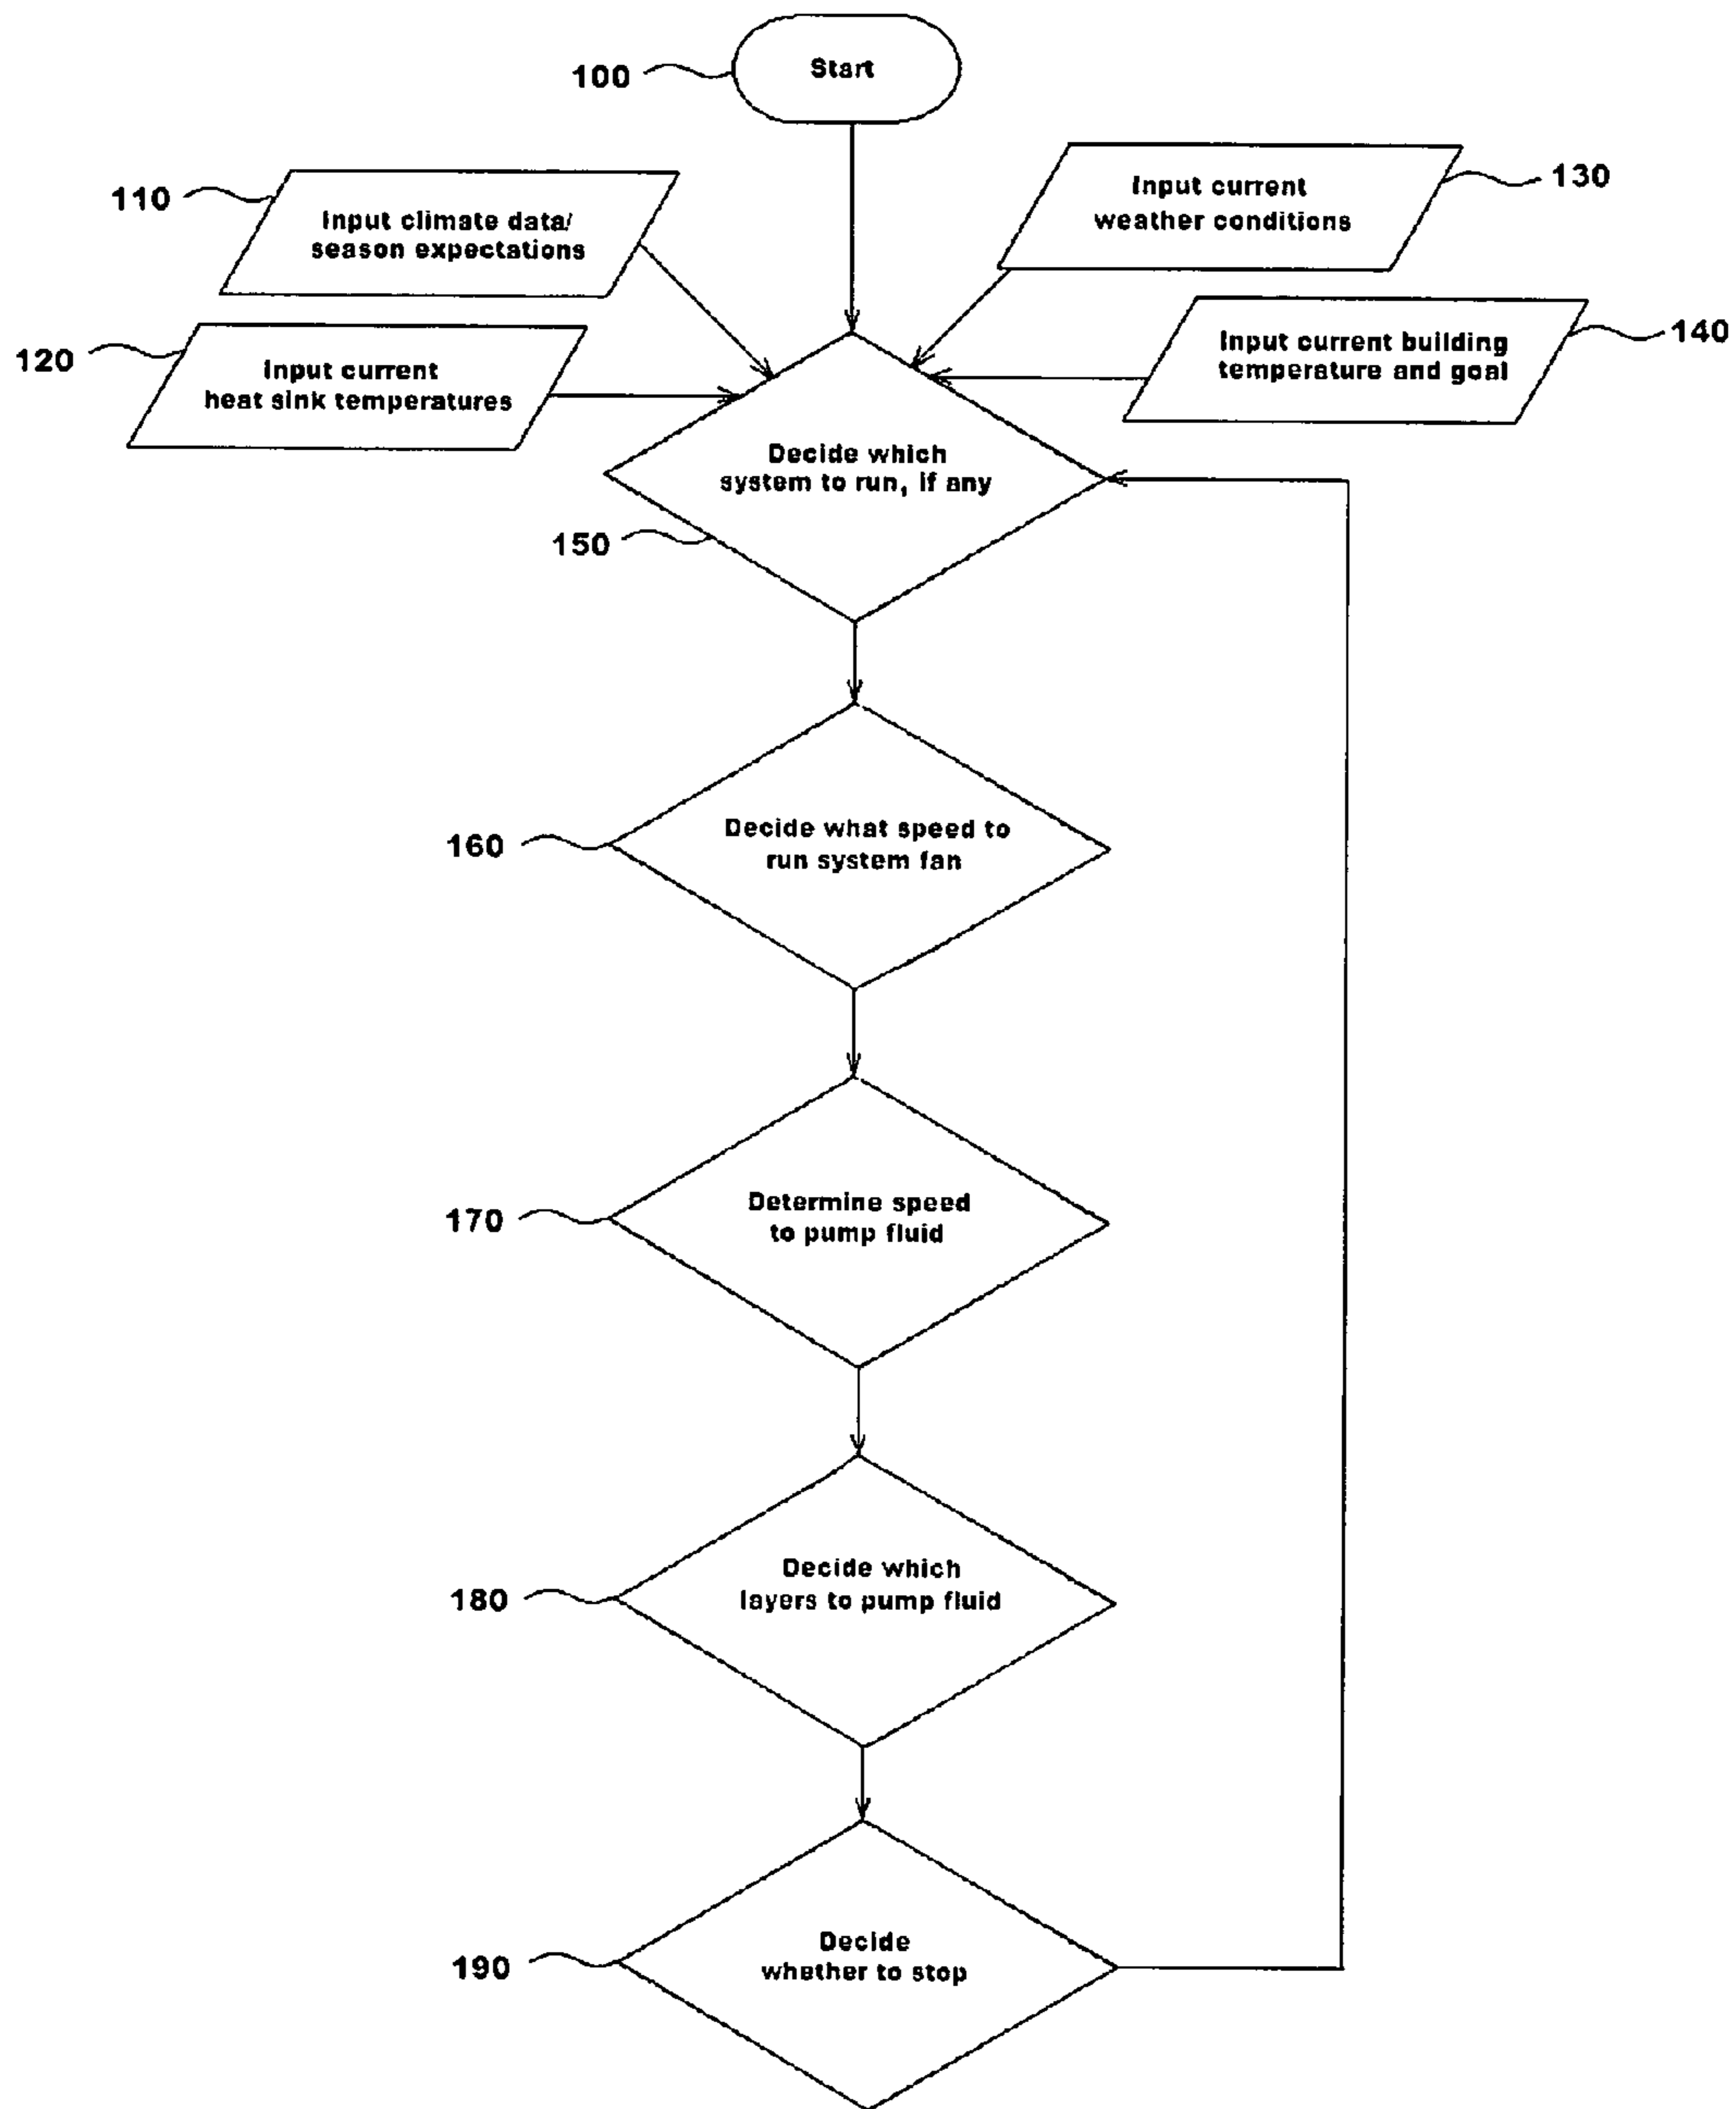 100
Start
110
Input climate data/
season expectations
Input current
weather conditions
130
120
Input current
heat sink temperatures
Input current building
temperature and goal
140
Decide which
system to run, if any
150
160
Decide what speed to
run system fan
170
Determine speed
to pump fluid
180
Decide which
layers to pump fluid
190
Decide
whether to stop